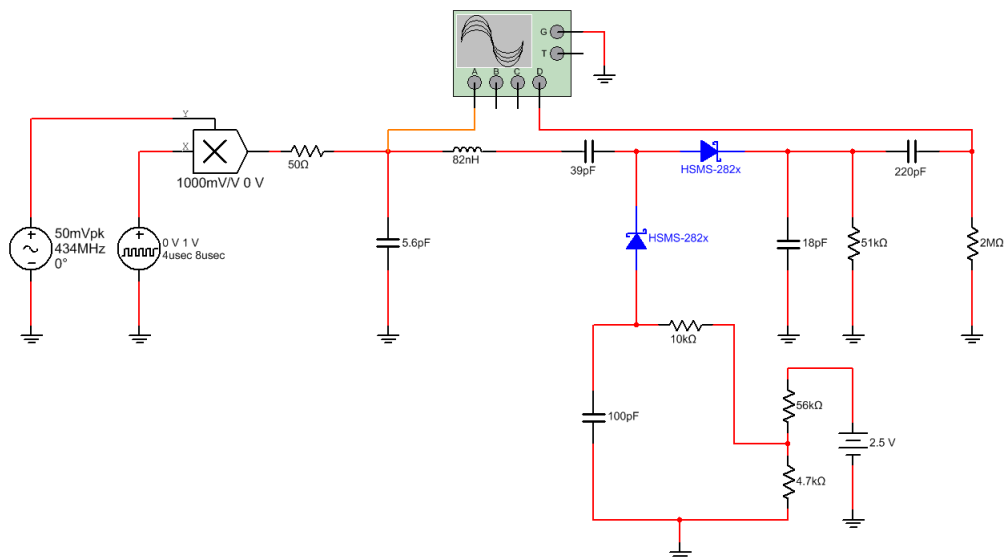 G
T
A
B
C
D
Y
X
1000mV/V 0 V
50Ω
82nH
39pF
HSMS-282x
220pF
50mVpk
434MHz
0°
0 V 1 V
4usec 8usec
5.6pF
HSMS-282x
18pF
51kΩ
2MΩ
10kΩ
100pF
56kΩ
2.5 V
4.7kΩ